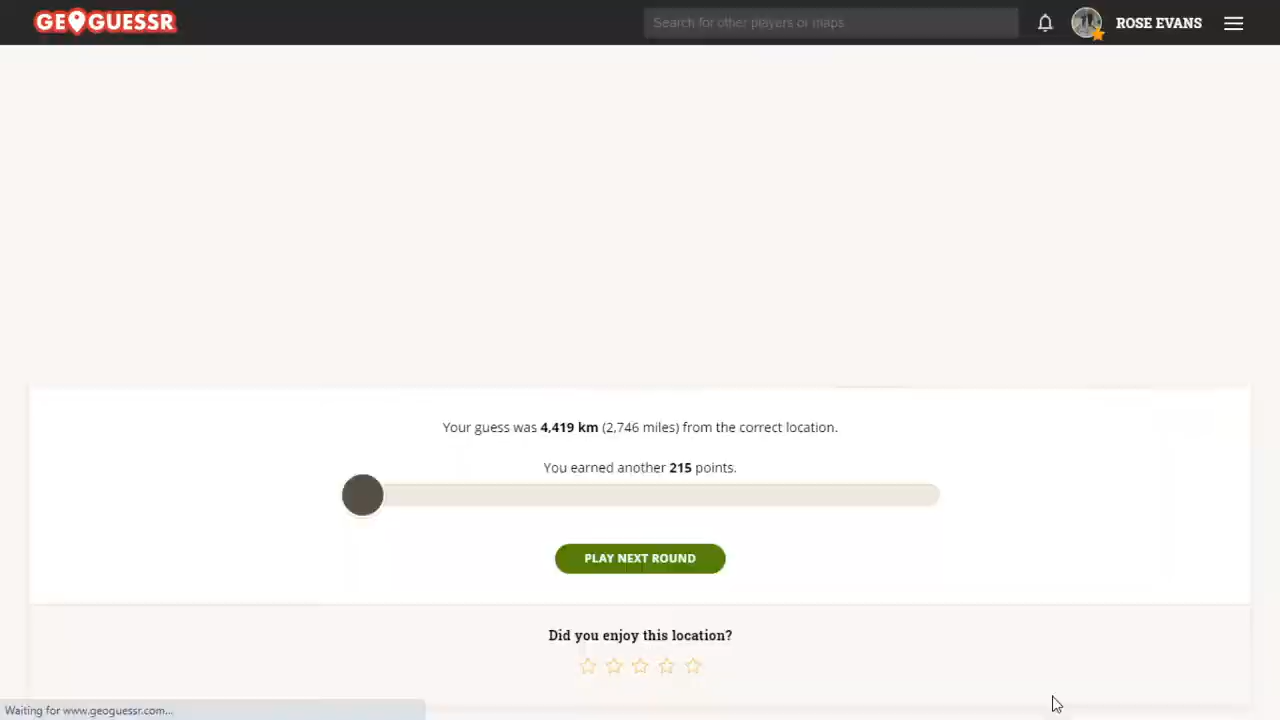 GEOGUESSR
Search for other players or maps
ROSE EVANS
Your guess was 4,419 km (2,746 miles) from the correct location.
You earned another 215 points.
PLAY NEXT ROUND
Did you enjoy this location?
Waiting for www.geoguessr.com...